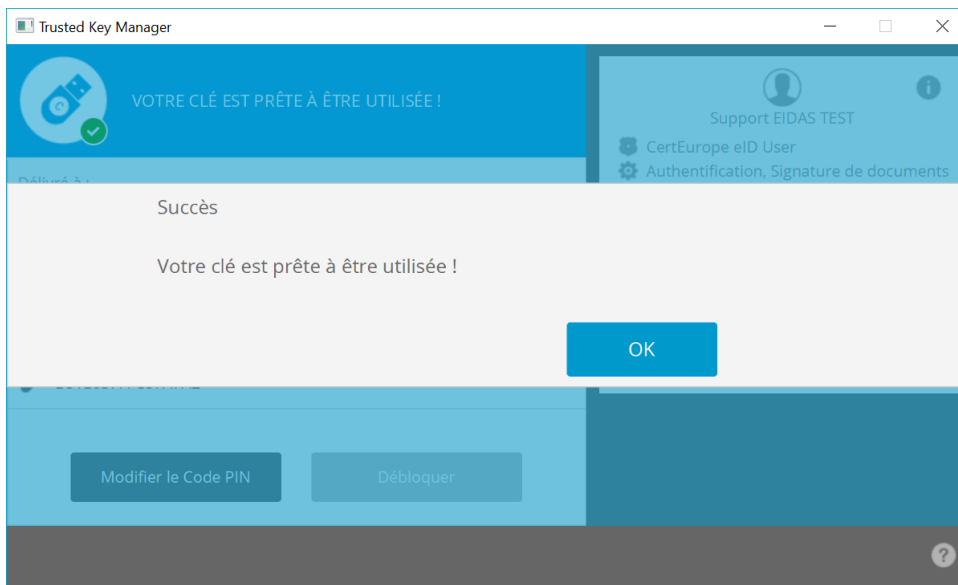 Trusted Key Manager
VOTRE CLÉ EST PRÊTE À ÊTRE UTILISÉE !
Support EIDAS TEST
CertEurope eID User
Authentification, Signature de documents
Délivré à :
Succès
Votre clé est prête à être utilisée !
OK
Modifier le Code PIN
Débloquer